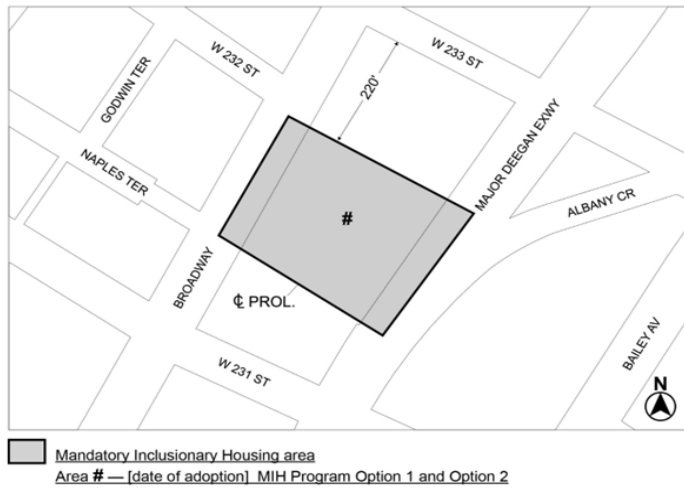 W 232 ST
W 233 ST
GODWIN TER
220'
MAJOR DEEGAN EXWY
NAPLES TER
ALBANY CR
#
BROADWAY
℄ PROL.
BAILEY AV
W 231 ST
N
Mandatory Inclusionary Housing area
Area # — [date of adoption] MIH Program Option 1 and Option 2